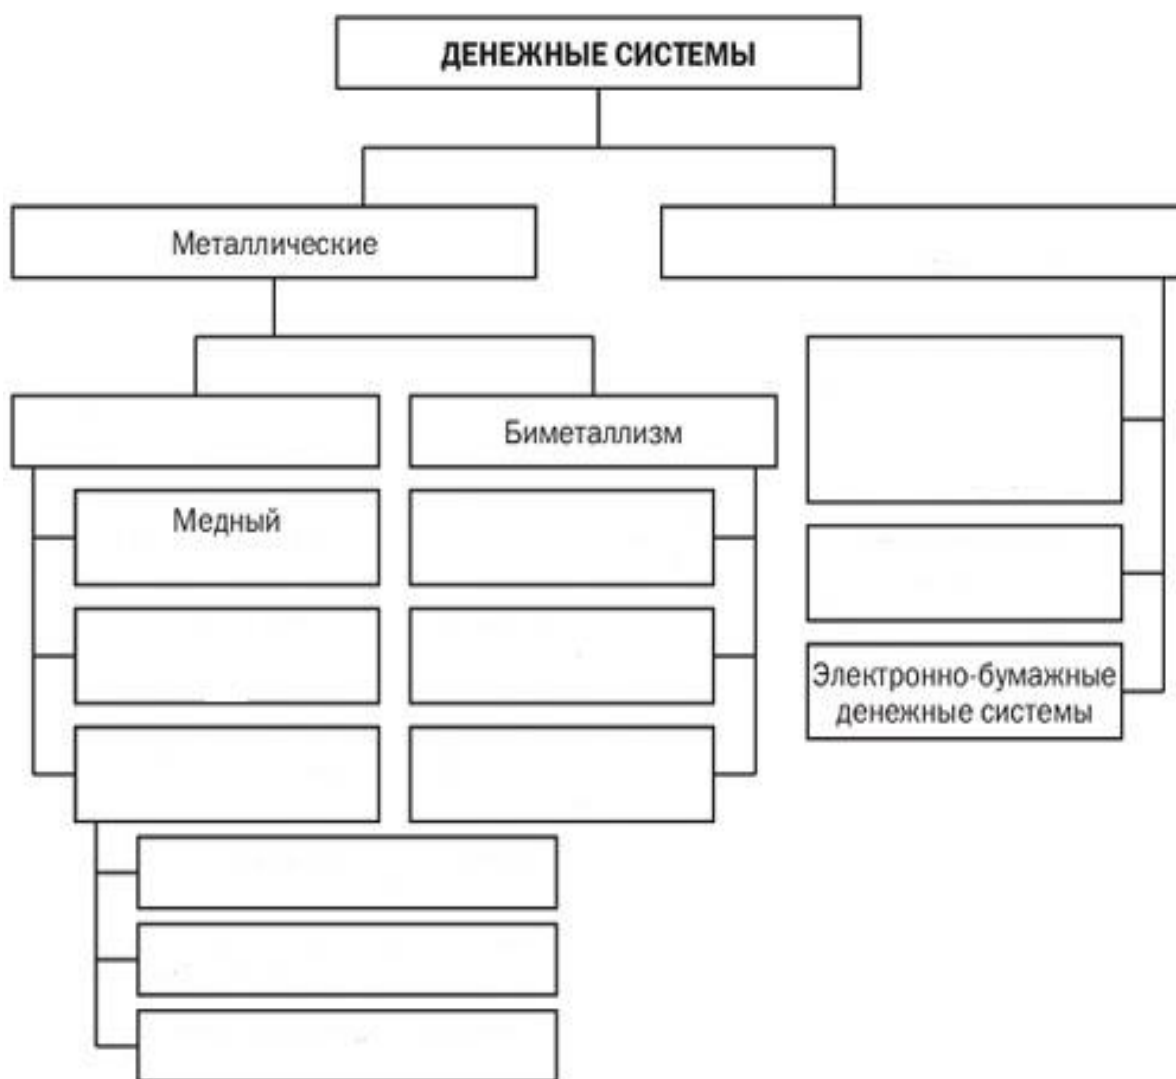 ДЕНЕЖНЫЕ СИСТЕМЫ
Металлические
Биметаллизм
Медный
Электронно-бумажные
денежные системы